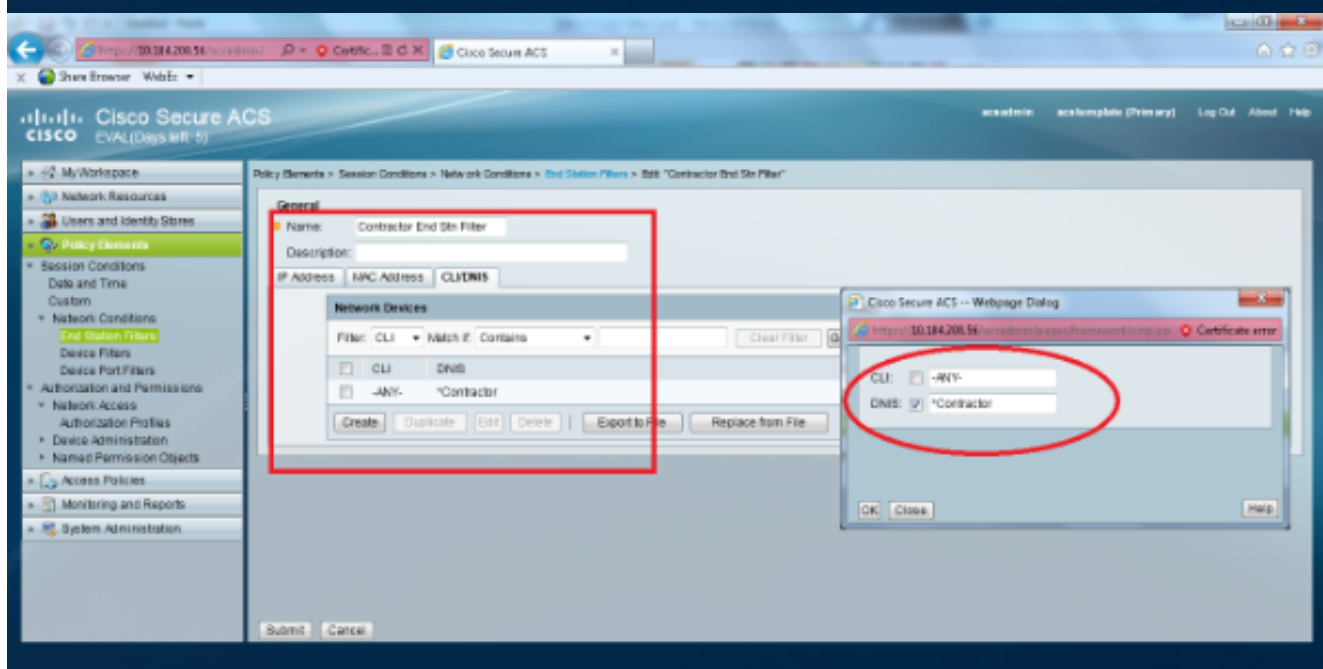 https://10.184.208.56/acsadmin/ Certific... Cisco Secure ACS
Share Browser WebEx
Cisco Secure ACS
CISCO EVAL(Days left: 5)
acsadmin acstemplate (Primary) Log Out About Help
My Workspace
Network Resources
Users and Identity Stores
Policy Elements
Session Conditions
Date and Time
Custom
Network Conditions
End Station Filters
Device Filters
Device Port Filters
Authorization and Permissions
Network Access
Authorization Profiles
Device Administration
Named Permission Objects
Access Policies
Monitoring and Reports
System Administration
Policy Elements > Session Conditions > Network Conditions > End Station Filters > Edit "Contractor End Stn Filter"
General
Name: Contractor End Stn Filter
Description:
IP Address MAC Address CLI/DNIS
Network Devices
Filter: CLI Match if: Contains Clear Filter
CLI DNIS
-ANY- *Contractor
Create Duplicate Edit Delete | Export to File Replace from File
Submit Cancel
Cisco Secure ACS -- Webpage Dialog
Certificate error
CLI: -ANY-
DNIS: *Contractor
OK Close Help